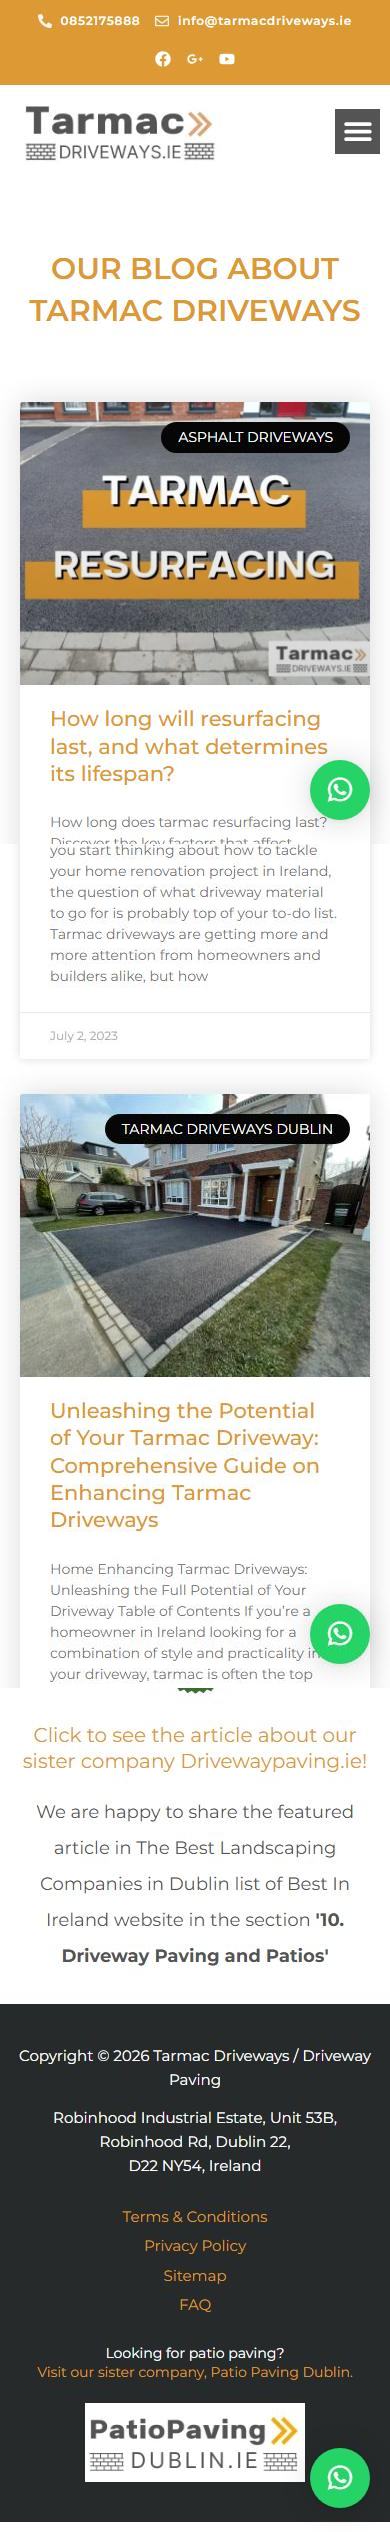 0852175888 info@tarmacdriveways.ie
Tarmac
DRIVEWAYS.IE
OUR BLOG ABOUT
TARMAC DRIVEWAYS
ASPHALT DRIVEWAYS
TARMAC
RESURFACING
Tarmac
DRIVEWAYS.IE
How long will resurfacing
last, and what determines
its lifespan?
How long does tarmac resurfacing last?
Discover the key factors that affect
you start thinking about how to tackle
your home renovation project in Ireland,
the question of what driveway material
to go for is probably top of your to-do list.
Tarmac driveways are getting more and
more attention from homeowners and
builders alike, but how
July 2, 2023
TARMAC DRIVEWAYS DUBLIN
Unleashing the Potential
of Your Tarmac Driveway:
Comprehensive Guide on
Enhancing Tarmac
Driveways
Home Enhancing Tarmac Driveways:
Unleashing the Full Potential of Your
Driveway Table of Contents If you’re a
homeowner in Ireland looking for a
combination of style and practicality in
your driveway, tarmac is often the top
Click to see the article about our
sister company Drivewaypaving.ie!
We are happy to share the featured
article in The Best Landscaping
Companies in Dublin list of Best In
Ireland website in the section '10.
Driveway Paving and Patios'
Copyright © 2026 Tarmac Driveways / Driveway
Paving
Robinhood Industrial Estate, Unit 53B,
Robinhood Rd, Dublin 22,
D22 NY54, Ireland
Terms & Conditions
Privacy Policy
Sitemap
FAQ
Looking for patio paving?
Visit our sister company, Patio Paving Dublin.
PatioPaving
DUBLIN.IE